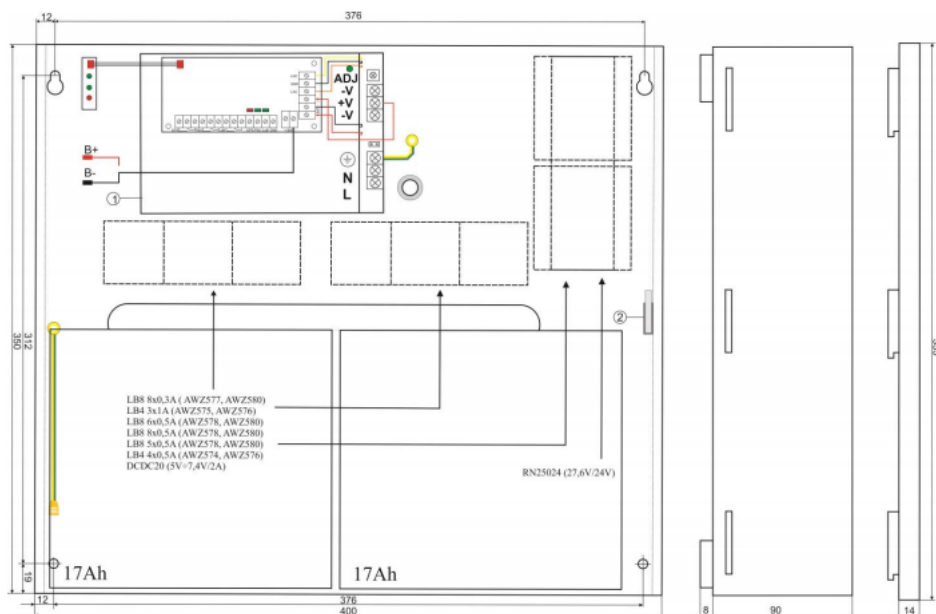 12
376
ADJ
-V
+V
-V
B+
B-
N
L
1
2
350
312
LB8 8x0,3A ( AWZ577, AWZ580)
LB4 3x1A (AWZ575, AWZ576)
LB8 6x0,5A (AWZ578, AWZ580)
LB8 8x0,5A (AWZ578, AWZ580)
LB8 5x0,5A (AWZ578, AWZ580)
LB4 4x0,5A (AWZ574, AWZ576)
DCDC20 (5V÷7,4V/2A)
RN25024 (27,6V/24V)
17Ah
17Ah
19
12
376
400
8
90
14